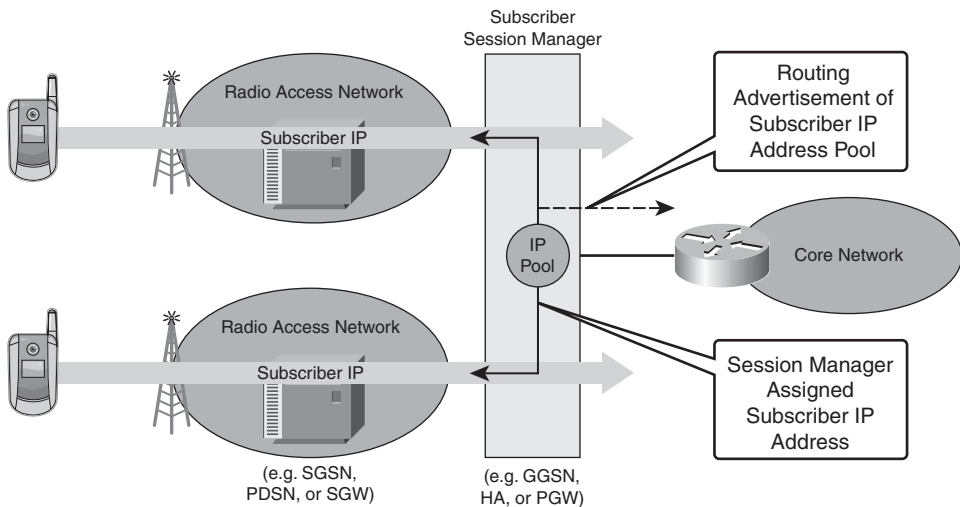 Subscriber
Session Manager
Radio Access Network
Subscriber IP
Routing
Advertisement of
Subscriber IP
Address Pool
IP
Pool
Core Network
Radio Access Network
Subscriber IP
Session Manager
Assigned
Subscriber IP
Address
(e.g. SGSN,
PDSN, or SGW)
(e.g. GGSN,
HA, or PGW)